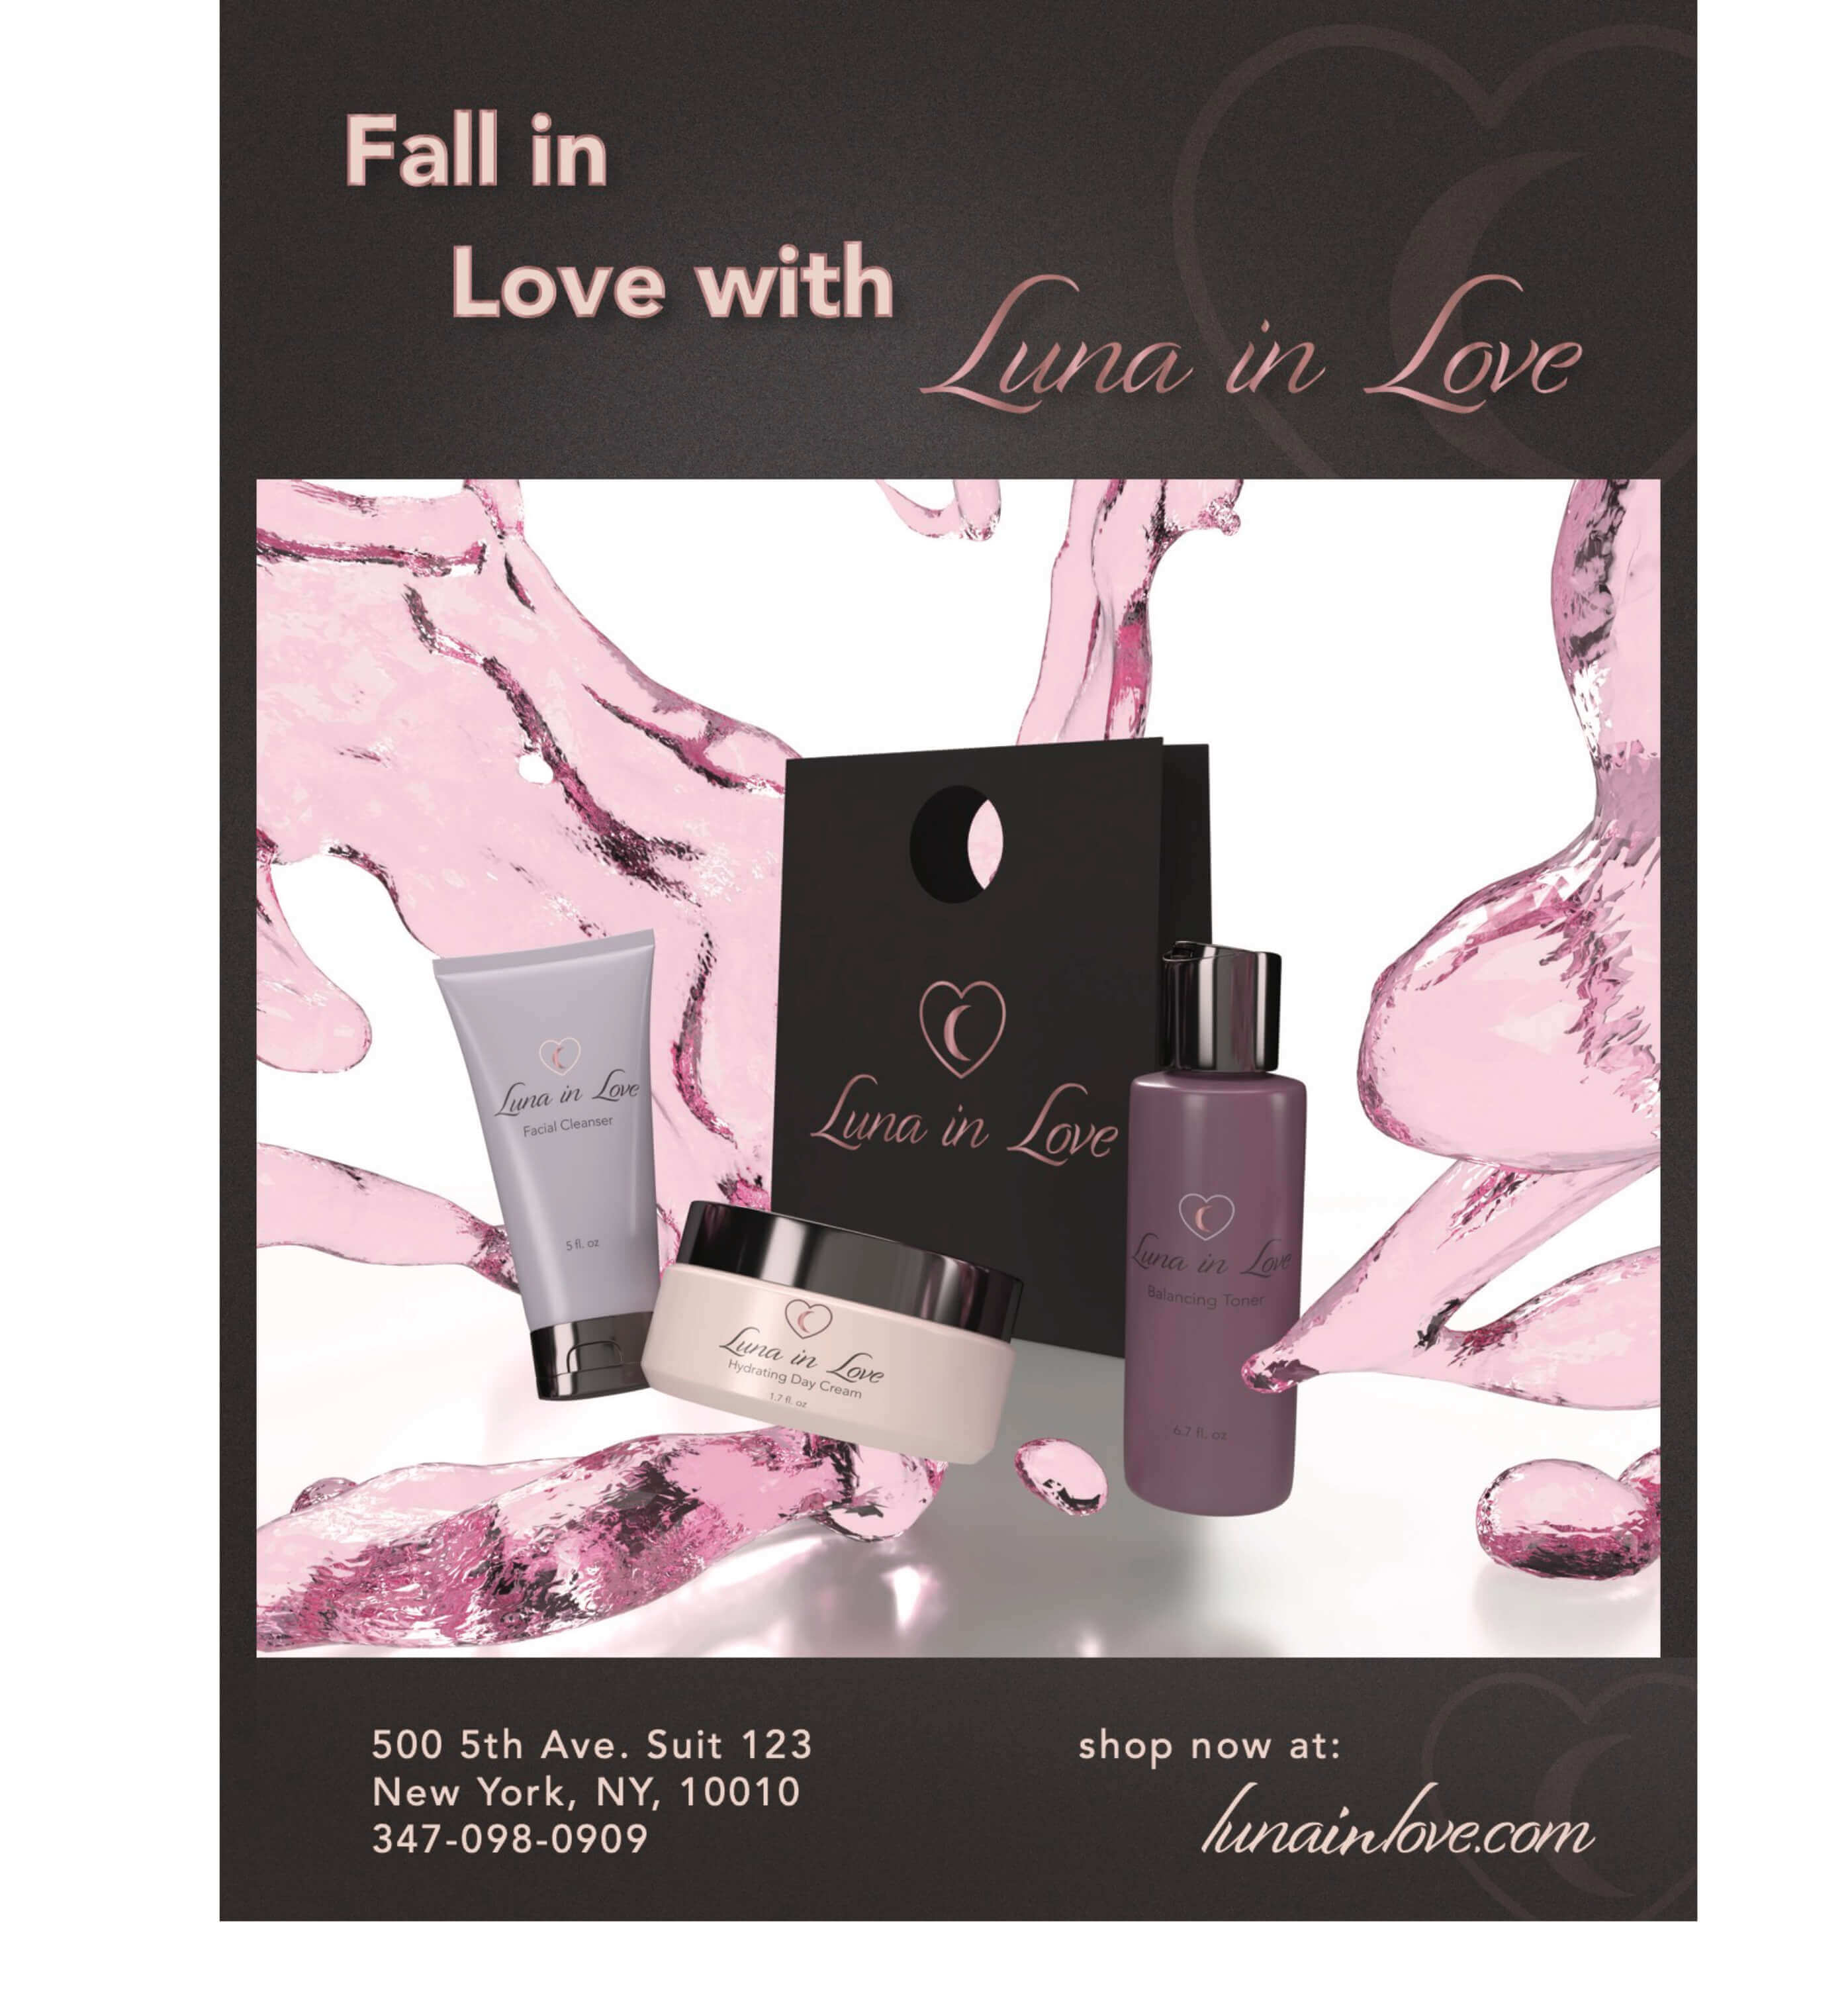 Fall in
Love with
Luna in Love
Luna in Love
Luna in Love
Facial Cleanser
5 fl. oz
Luna in Love
Hydrating Day Cream
1.7 fl. oz
Luna in Love
Balancing Toner
6.7 fl. oz
500 5th Ave. Suit 123
New York, NY, 10010
347-098-0909
shop now at:
lunainlove.com